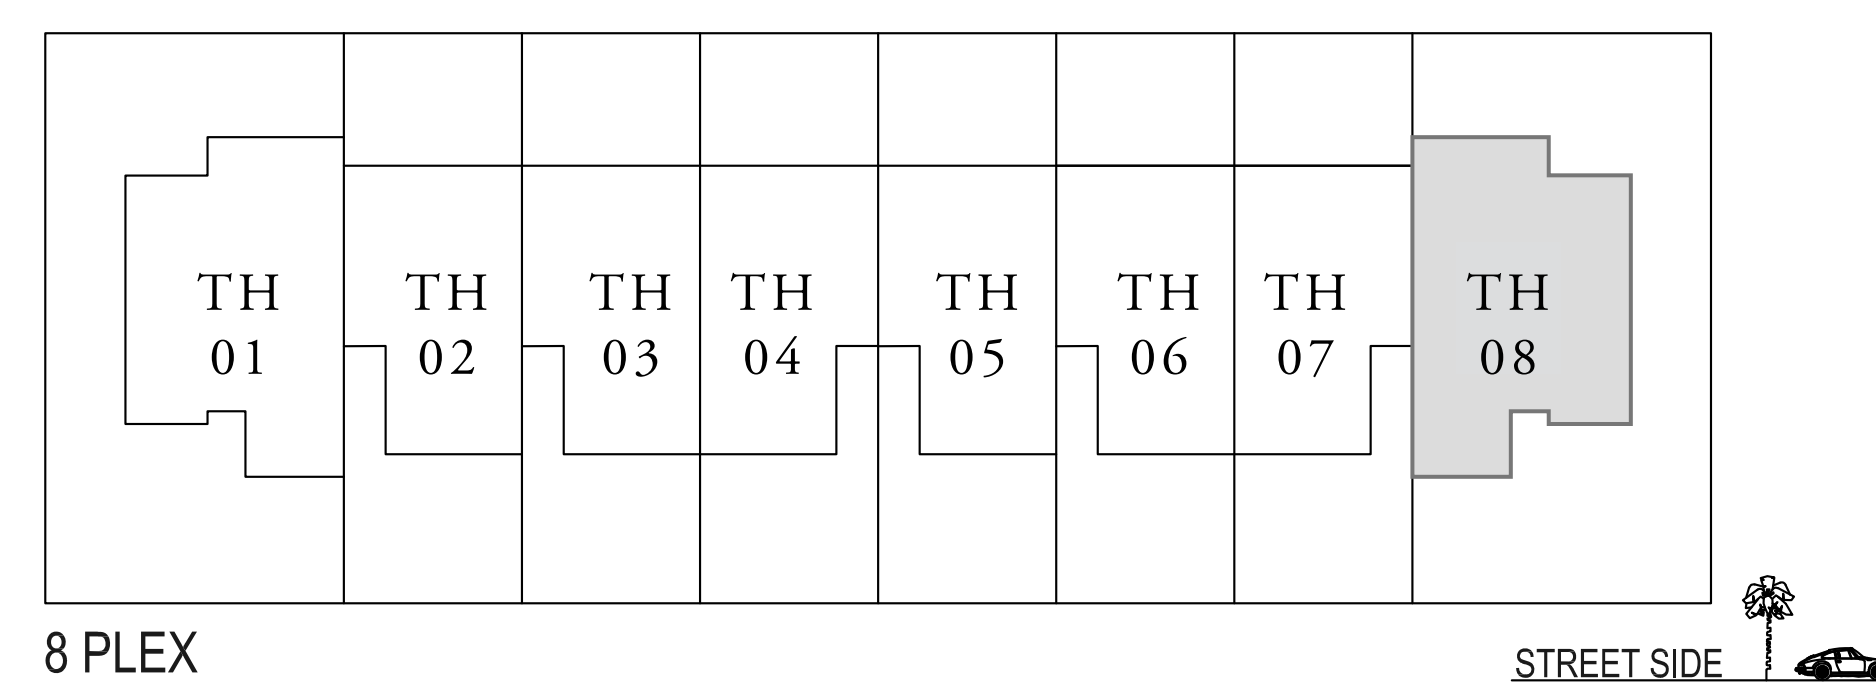 TH TH TH TH TH TH TH TH
01 02 03 04 05 06 07 08
8 PLEX
STREET SIDE